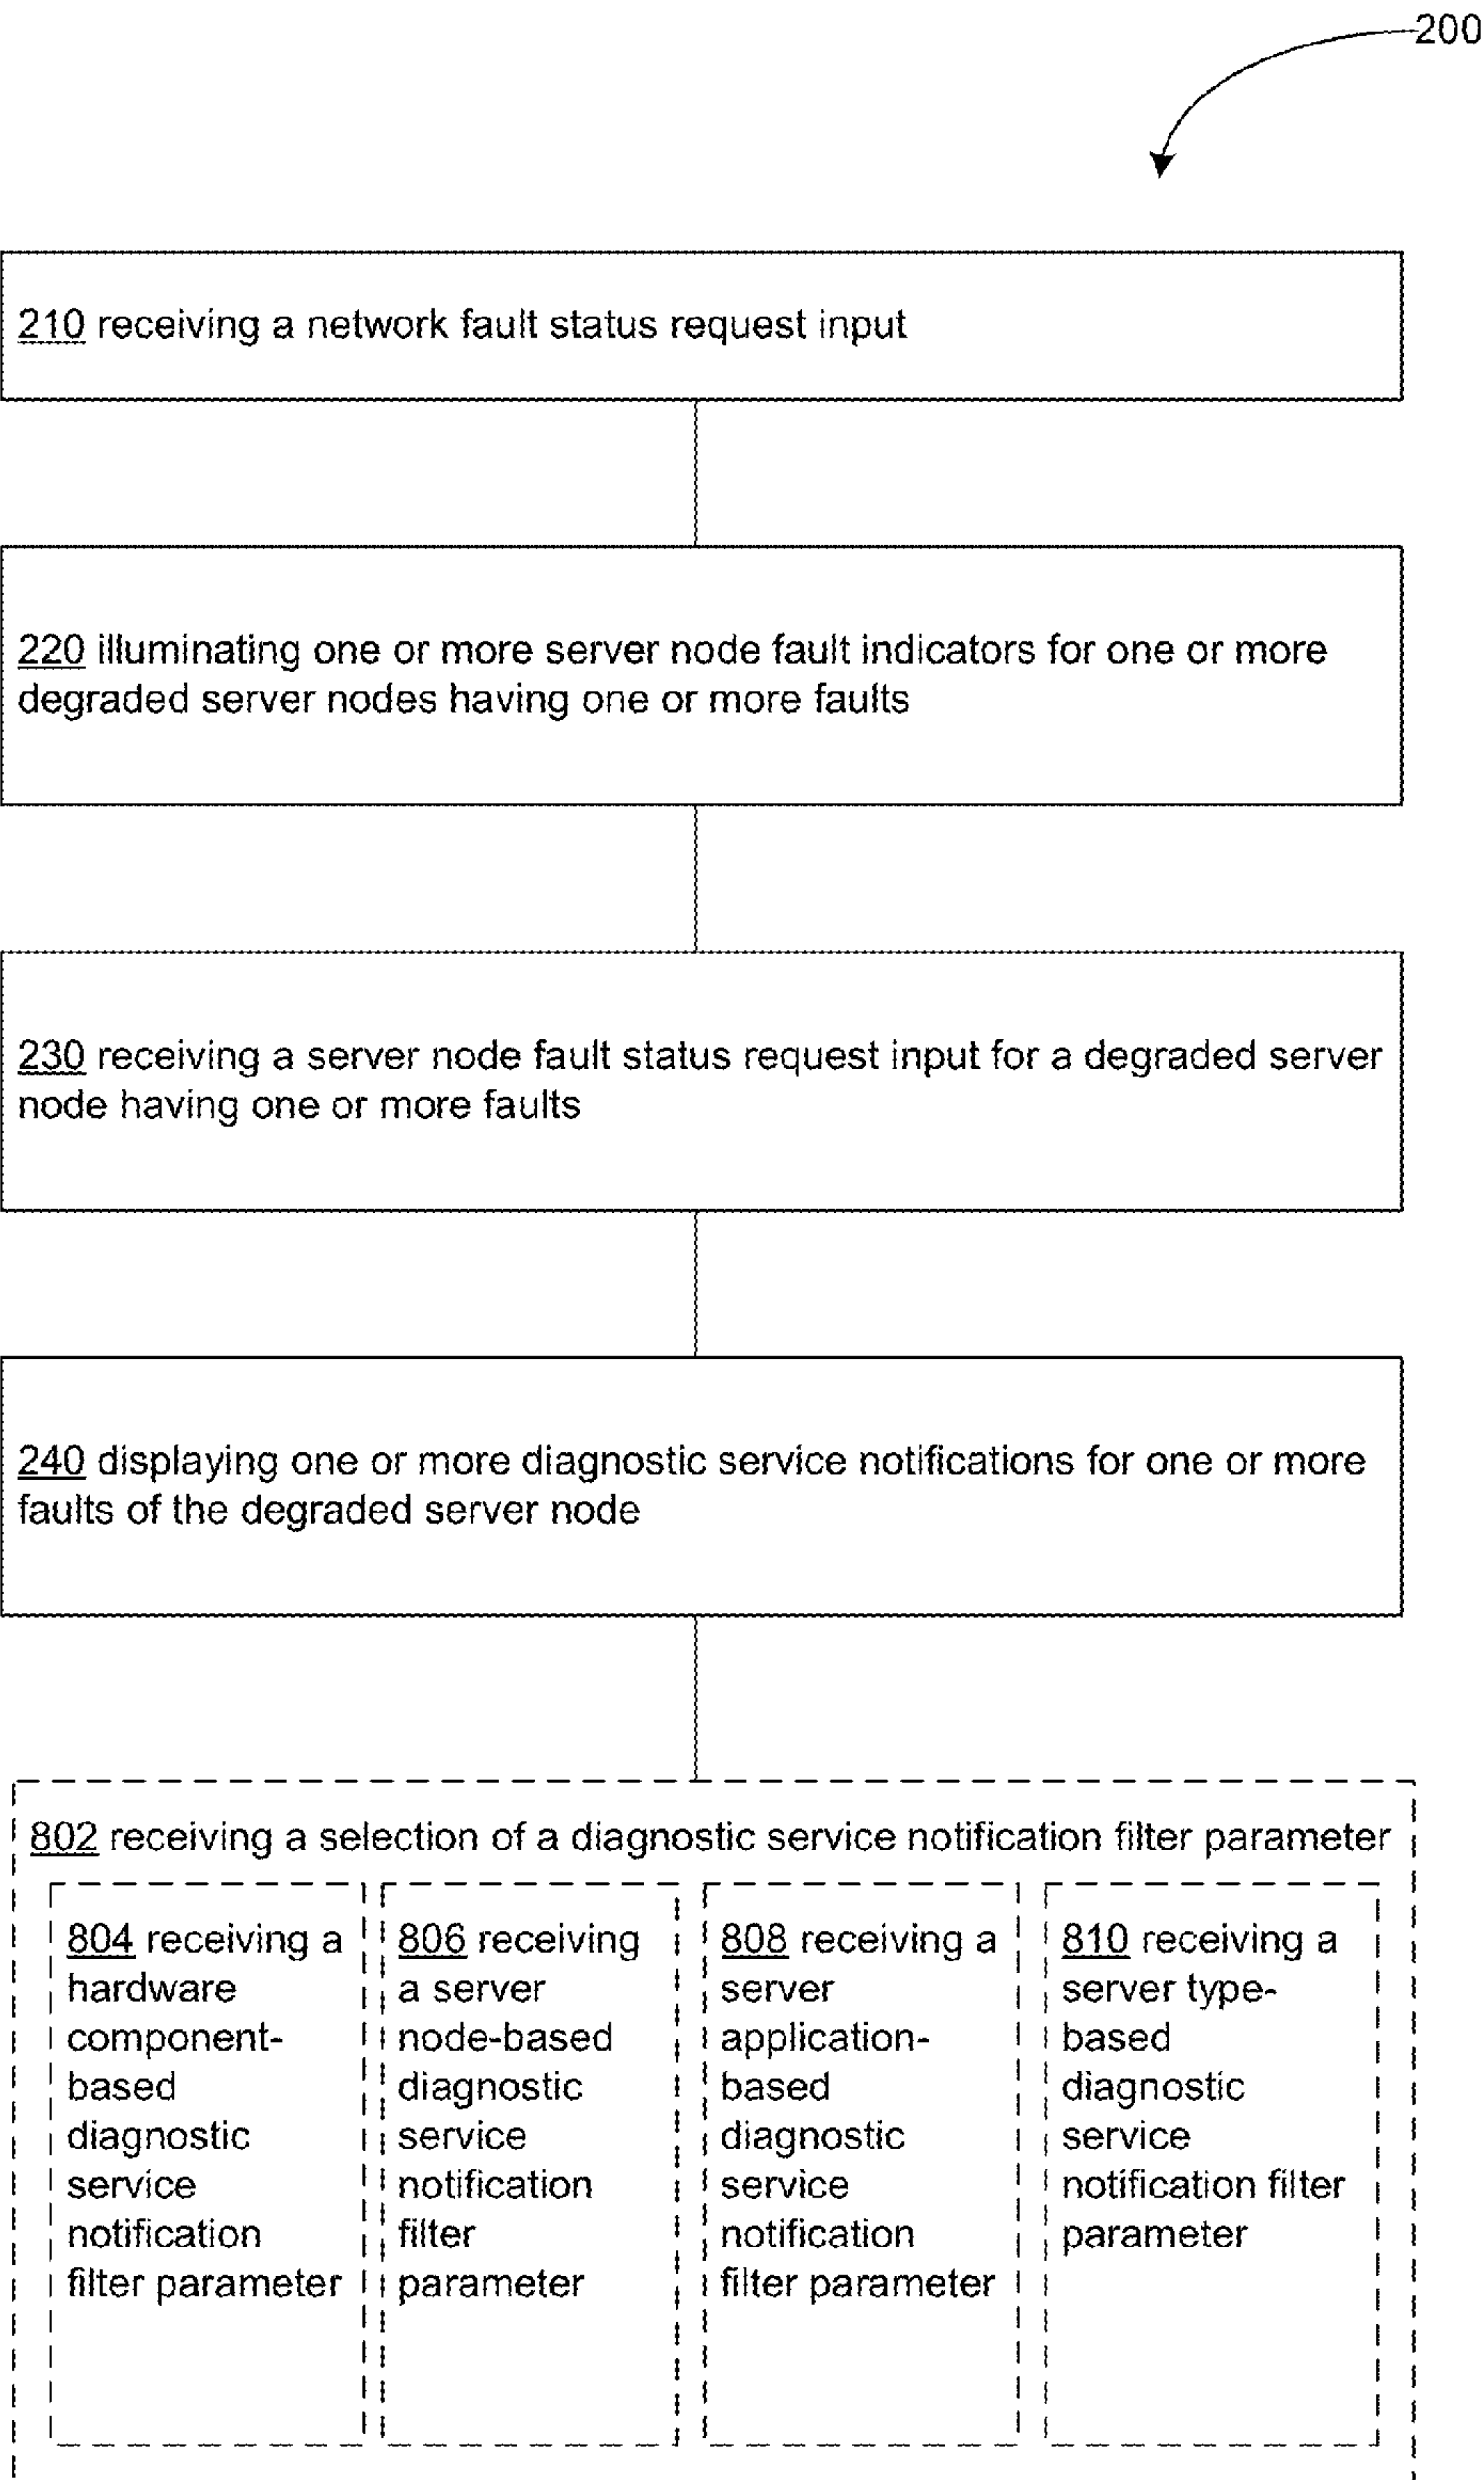 200
210 receiving a network fault status request input
220 illuminating one or more server node fault indicators for one or more
degraded server nodes having one or more faults
230 receiving a server node fault status request input for a degraded server
node having one or more faults
240 displaying one or more diagnostic service notifications for one or more
faults of the degraded server node
802 receiving a selection of a diagnostic service notification filter parameter
804 receiving a
hardware
component-
based
diagnostic
service
notification
filter parameter
806 receiving
a server
node-based
diagnostic
service
notification
filter
parameter
808 receiving a
server
application-
based
diagnostic
service
notification
filter parameter
810 receiving a
server type-
based
diagnostic
service
notification filter
parameter